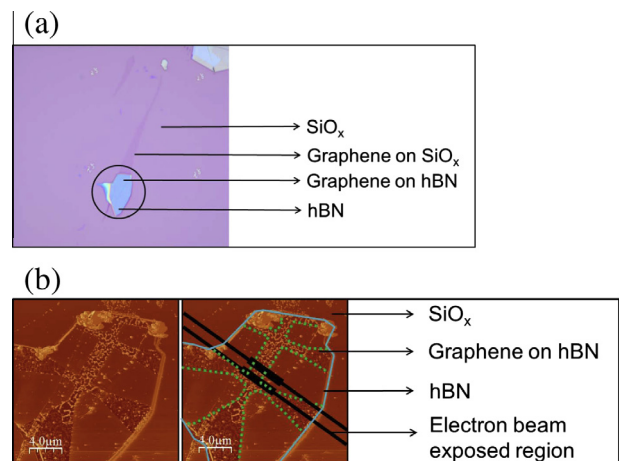 (a)
SiOx
Graphene on SiOx
Graphene on hBN
hBN
(b)
SiOx
Graphene on hBN
hBN
Electron beam
exposed region
4.0μm
4.0μm